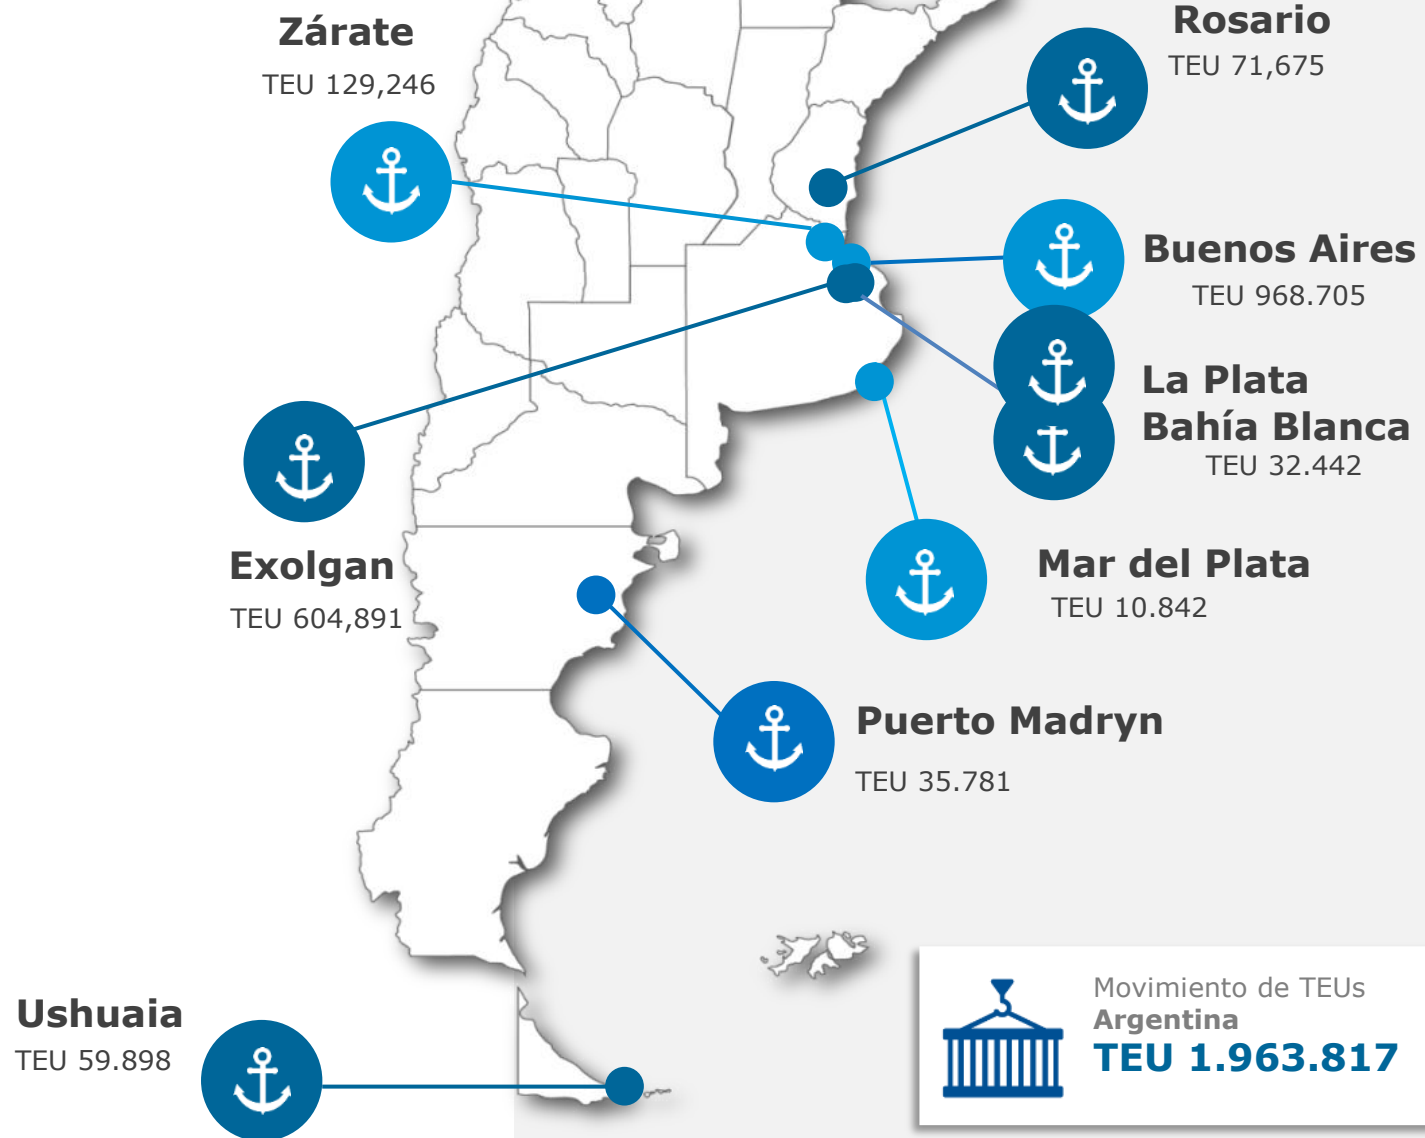 Zárate
TEU 129,246
Rosario
TEU 71,675
Buenos Aires
TEU 968.705
La Plata
Bahía Blanca
TEU 32.442
Exolgan
TEU 604,891
Mar del Plata
TEU 10.842
Puerto Madryn
TEU 35.781
Ushuaia
TEU 59.898
Movimiento de TEUs
Argentina
TEU 1.963.817